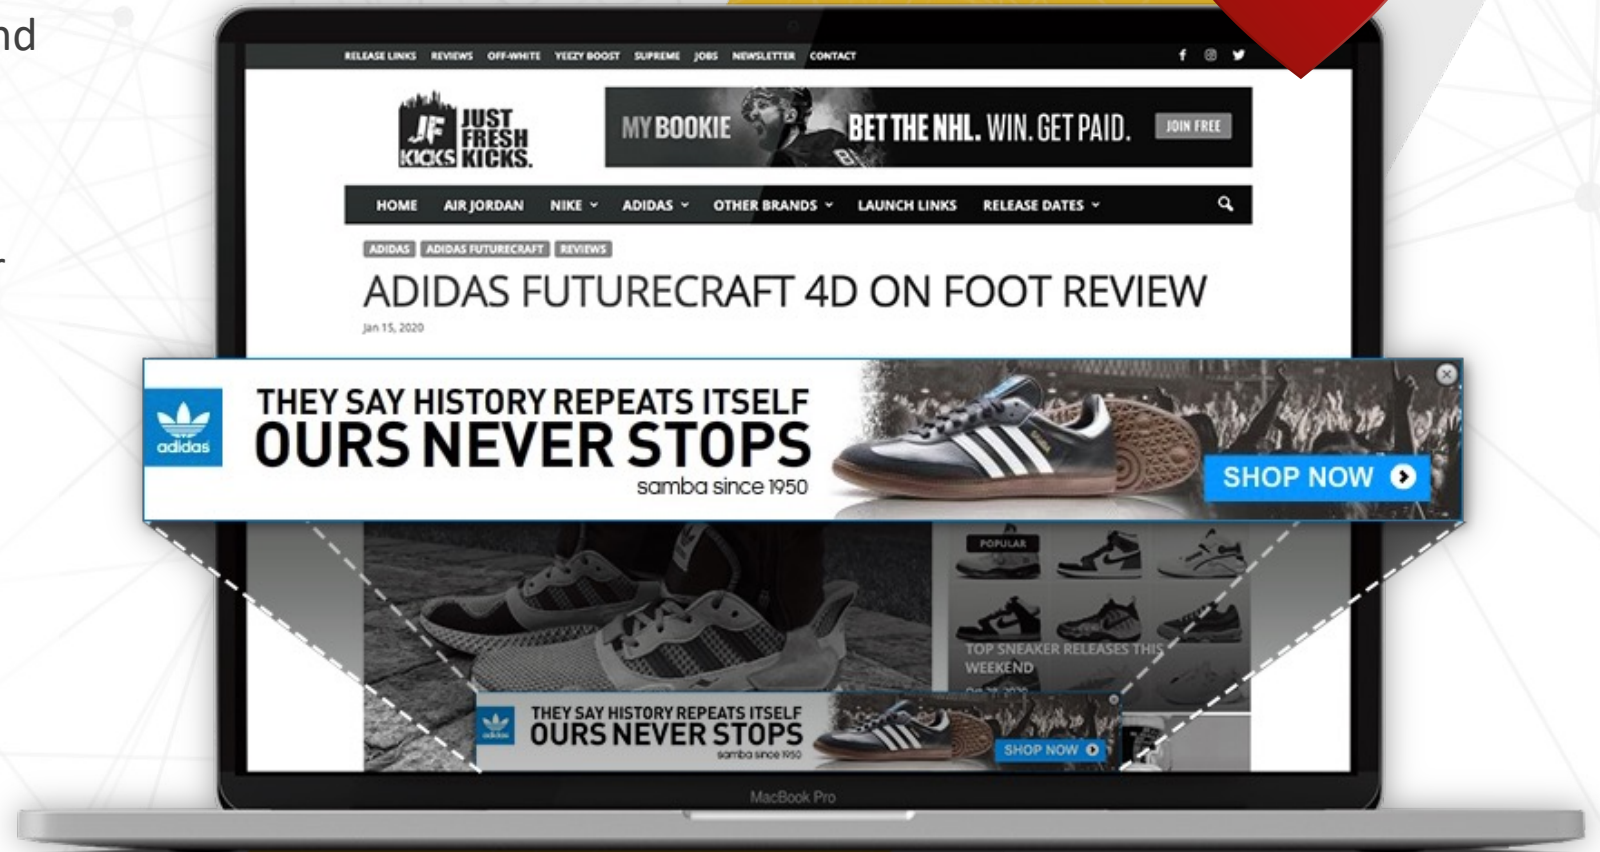 nd
r
RELEASE LINKS REVIEWS OFF-WHITE YEEZY BOOST SUPREME JOBS NEWSLETTER CONTACT
JF
KICKS
JUST
FRESH
KICKS.
MYBOOKIE BET THE NHL. WIN. GET PAID. JOIN FREE
HOME AIR JORDAN NIKE ADIDAS OTHER BRANDS LAUNCH LINKS RELEASE DATES
ADIDAS ADIDAS FUTURECRAFT REVIEWS
ADIDAS FUTURECRAFT 4D ON FOOT REVIEW
Jan 15, 2020
adidas
THEY SAY HISTORY REPEATS ITSELF
OURS NEVER STOPS
samba since 1950
SHOP NOW
POPULAR
TOP SNEAKER RELEASES THIS
WEEKEND
adidas
THEY SAY HISTORY REPEATS ITSELF
OURS NEVER STOPS
samba since 1950
SHOP NOW
MacBook Pro